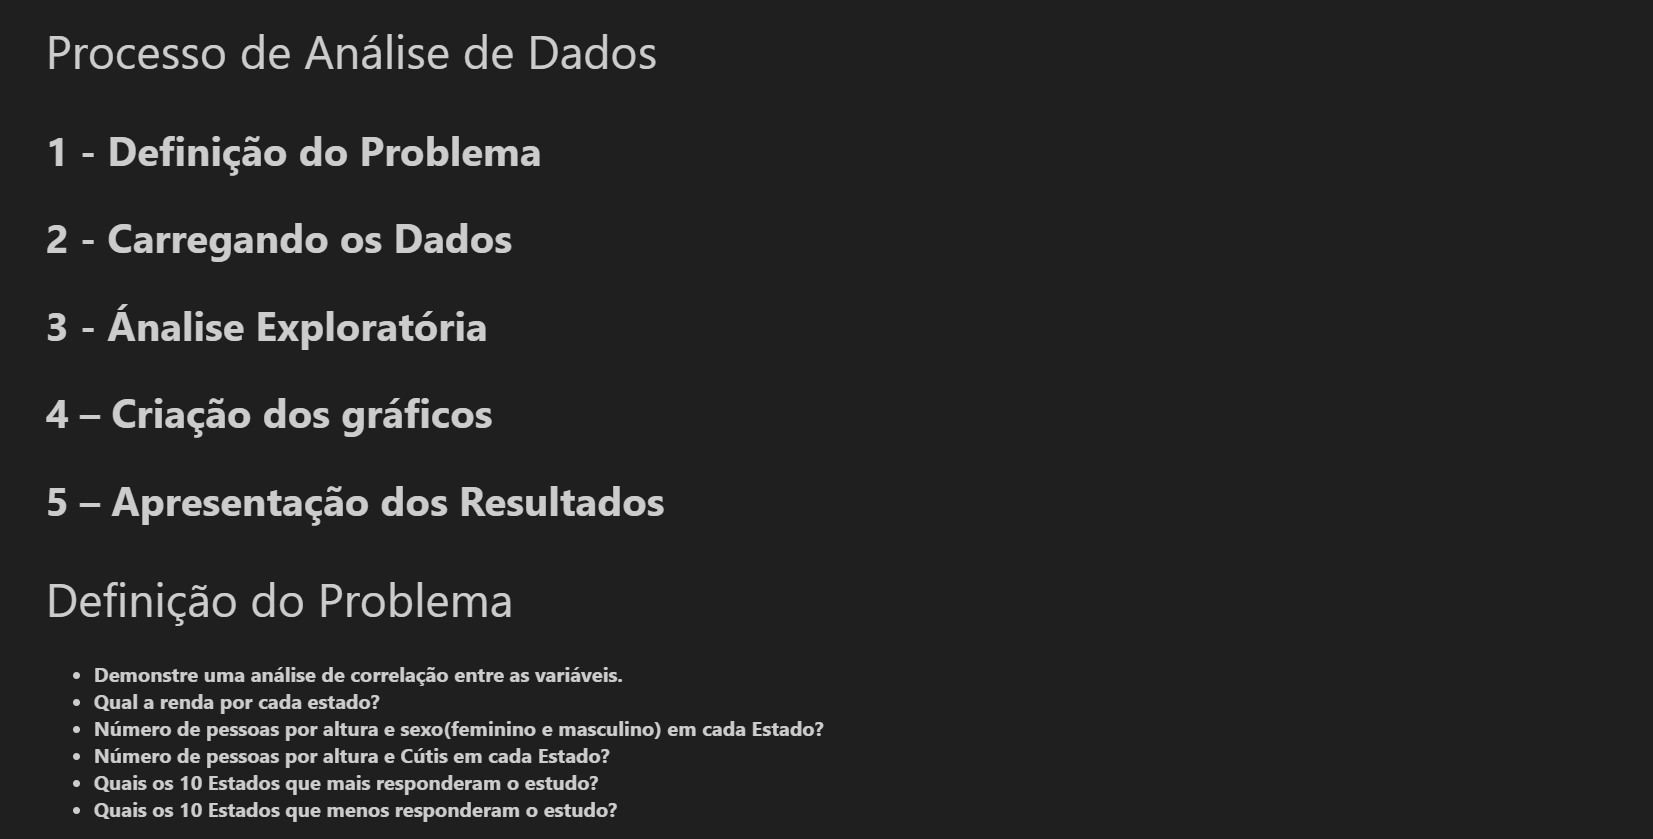 Processo de Análise de Dados
1 - Definição do Problema
2 - Carregando os Dados
3 - Ánalise Exploratória
4 – Criação dos gráficos
5 – Apresentação dos Resultados
Definição do Problema
• Demonstre uma análise de correlação entre as variáveis.
• Qual a renda por cada estado?
• Número de pessoas por altura e sexo(feminino e masculino) em cada Estado?
• Número de pessoas por altura e Cútis em cada Estado?
• Quais os 10 Estados que mais responderam o estudo?
• Quais os 10 Estados que menos responderam o estudo?